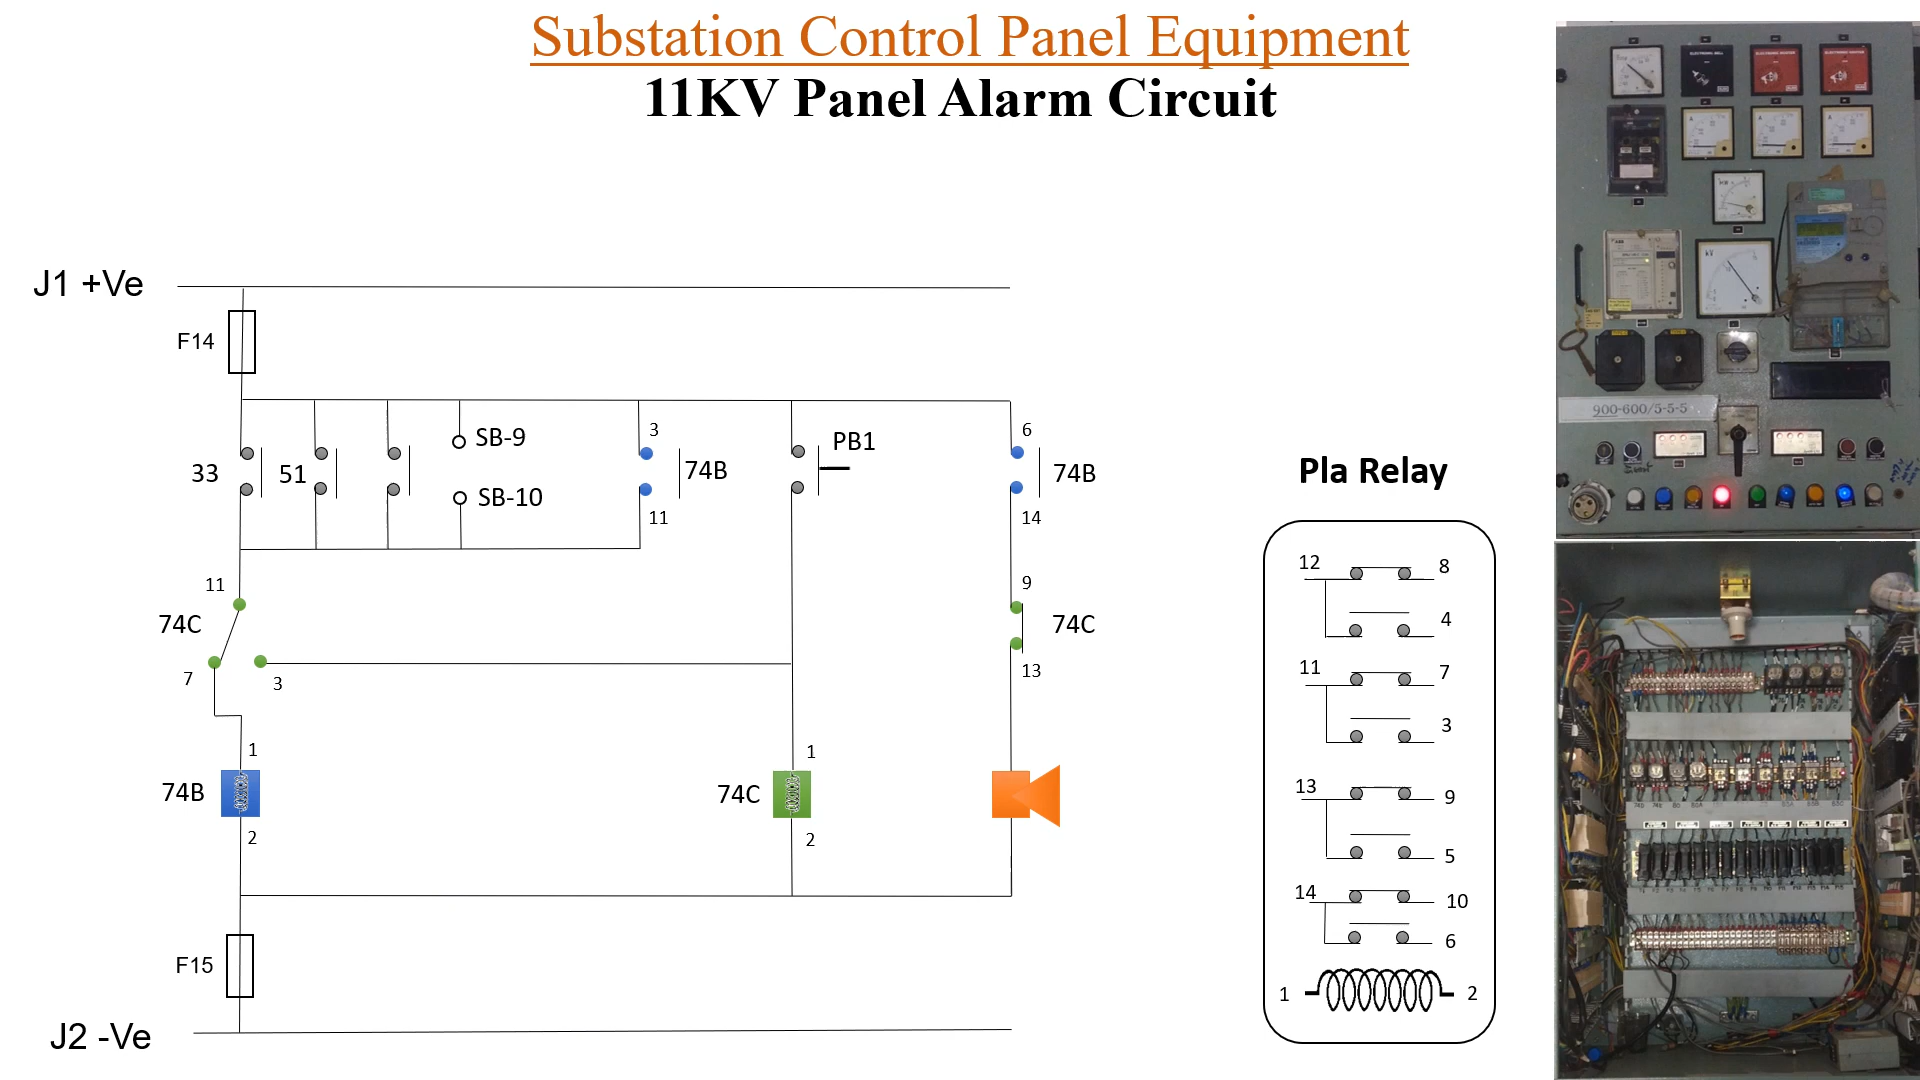 Substation Control Panel Equipment
11KV Panel Alarm Circuit
J1 +Ve
F14
33
51
SB-9
SB-10
3
74B
11
PB1
6
74B
14
11
74C
7
3
9
74C
13
1
74B
2
1
74C
2
F15
J2 -Ve
Pla Relay
12
8
4
11
7
3
13
9
5
14
10
6
1
2
900-600/5-5-5
kV